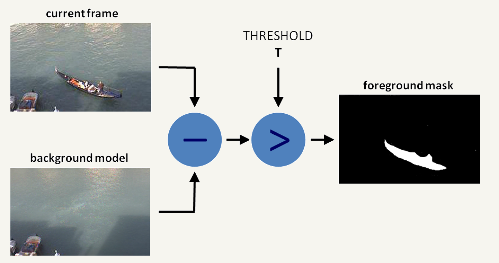 current frame
THRESHOLD
T
foreground mask
−
>
background model